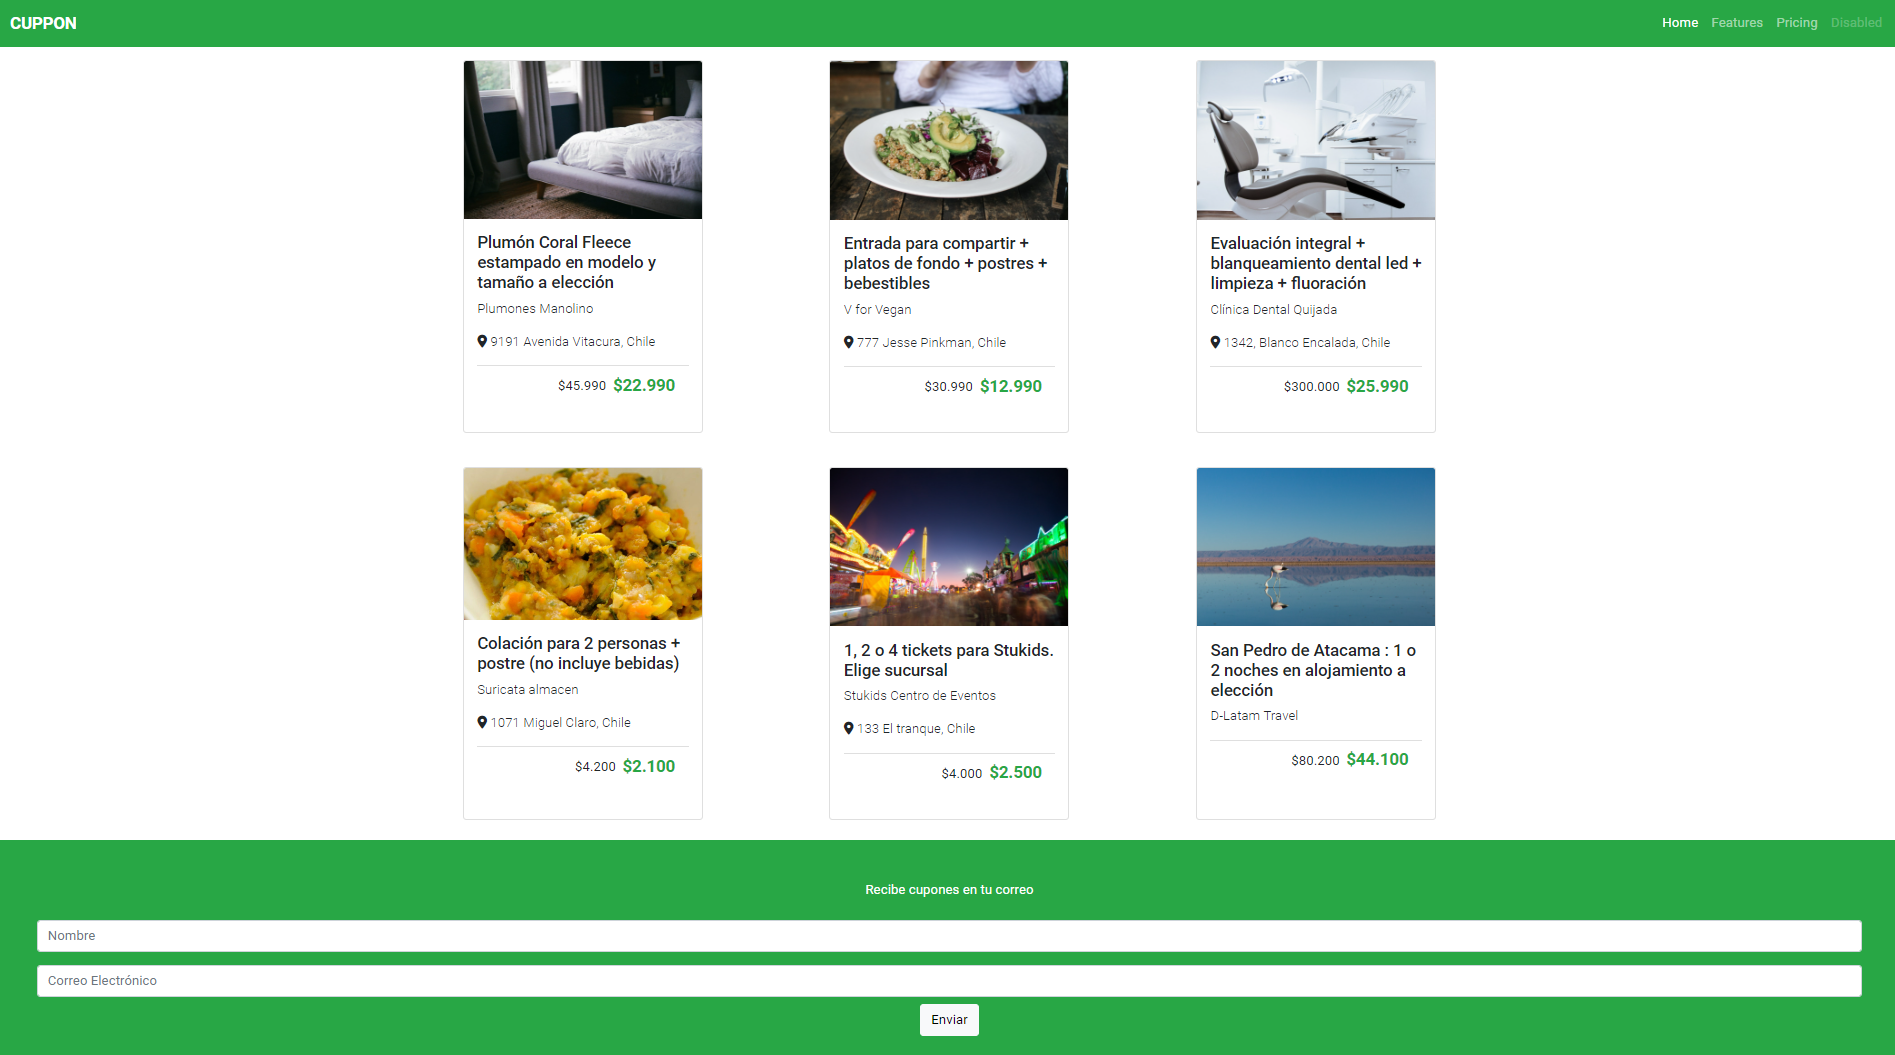 CUPPON
Home Features Pricing Disabled
Plumón Coral Fleece
estampado en modelo y
tamaño a elección
Plumones Manolino
9191 Avenida Vitacura, Chile
$45.990 $22.990
Entrada para compartir +
platos de fondo + postres +
bebestibles
V for Vegan
777 Jesse Pinkman, Chile
$30.990 $12.990
Evaluación integral +
blanqueamiento dental led +
limpieza + fluoración
Clínica Dental Quijada
1342, Blanco Encalada, Chile
$300.000 $25.990
Colación para 2 personas +
postre (no incluye bebidas)
Suricata almacen
1071 Miguel Claro, Chile
$4.200 $2.100
1, 2 o 4 tickets para Stukids.
Elige sucursal
Stukids Centro de Eventos
133 El tranque, Chile
$4.000 $2.500
San Pedro de Atacama : 1 o
2 noches en alojamiento a
elección
D-Latam Travel
$80.200 $44.100
Recibe cupones en tu correo
Nombre
Correo Electrónico
Enviar